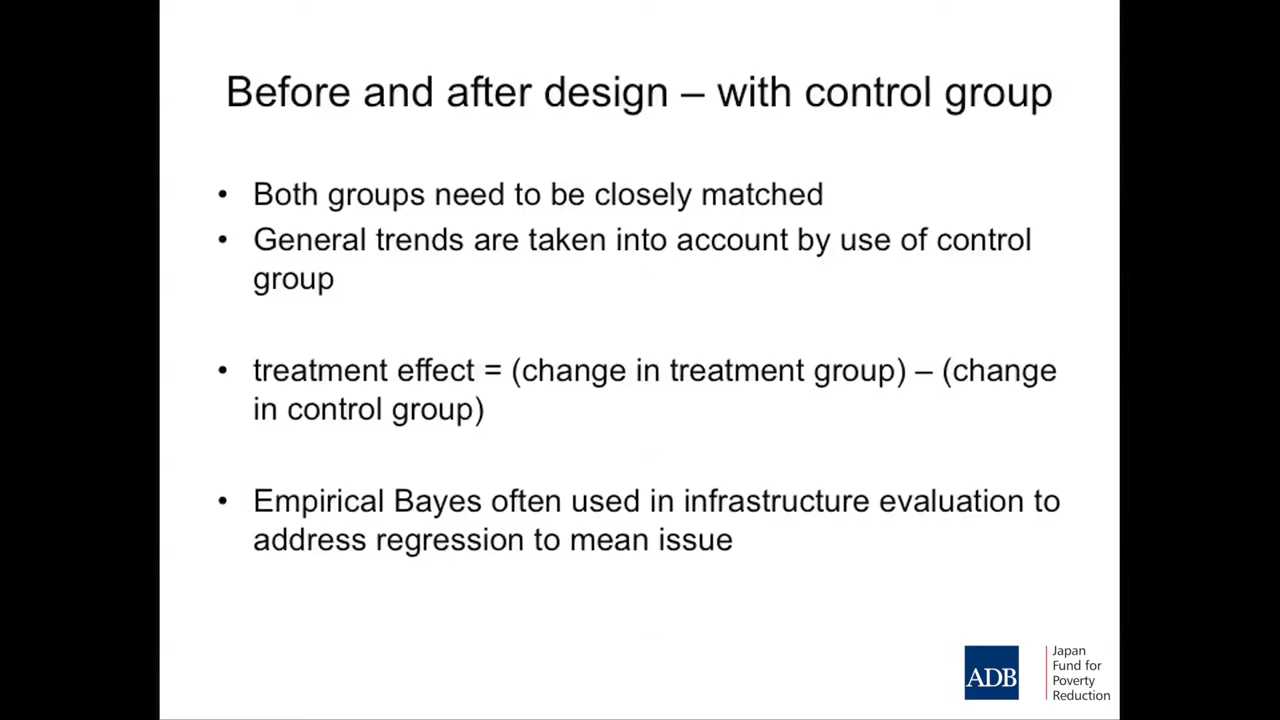 Before and after design – with control group
• Both groups need to be closely matched
• General trends are taken into account by use of control
group
• treatment effect = (change in treatment group) – (change
in control group)
• Empirical Bayes often used in infrastructure evaluation to
address regression to mean issue
ADB
Japan
Fund for
Poverty
Reduction